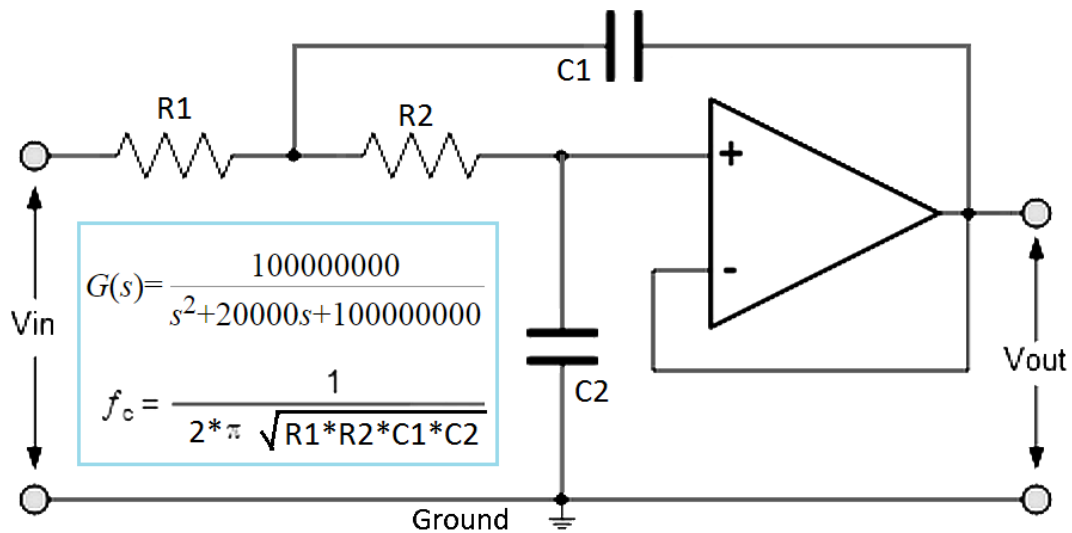 C1
R1
R2
+
-
G(s)=
100000000
s²+20000s+100000000
Vin
fc =
1
2*π √R1*R2*C1*C2
C2
Vout
Ground